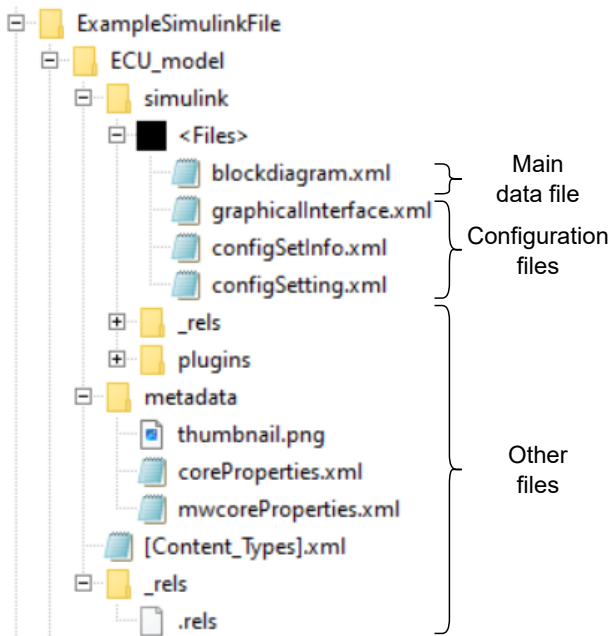 ExampleSimulinkFile
ECU_model
simulink
<Files>
blockdiagram.xml
graphicalInterface.xml
configSetInfo.xml
configSetting.xml
_rels
plugins
metadata
thumbnail.png
coreProperties.xml
mwcoreProperties.xml
[Content_Types].xml
_rels
.rels
Main
data file
Configuration
files
Other
files